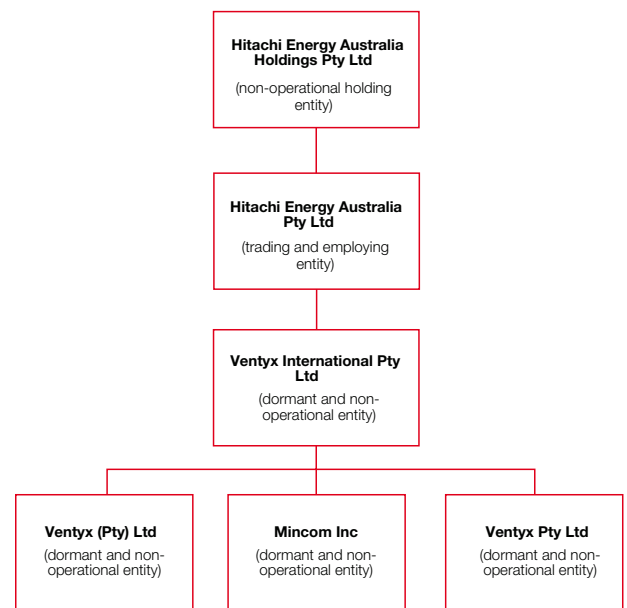 Hitachi Energy Australia
Holdings Pty Ltd
(non-operational holding
entity)
Hitachi Energy Australia
Pty Ltd
(trading and employing
entity)
Ventyx International Pty
Ltd
(dormant and non-
operational entity)
Ventyx (Pty) Ltd
(dormant and non-
operational entity)
Mincom Inc
(dormant and non-
operational entity)
Ventyx Pty Ltd
(dormant and non-
operational entity)